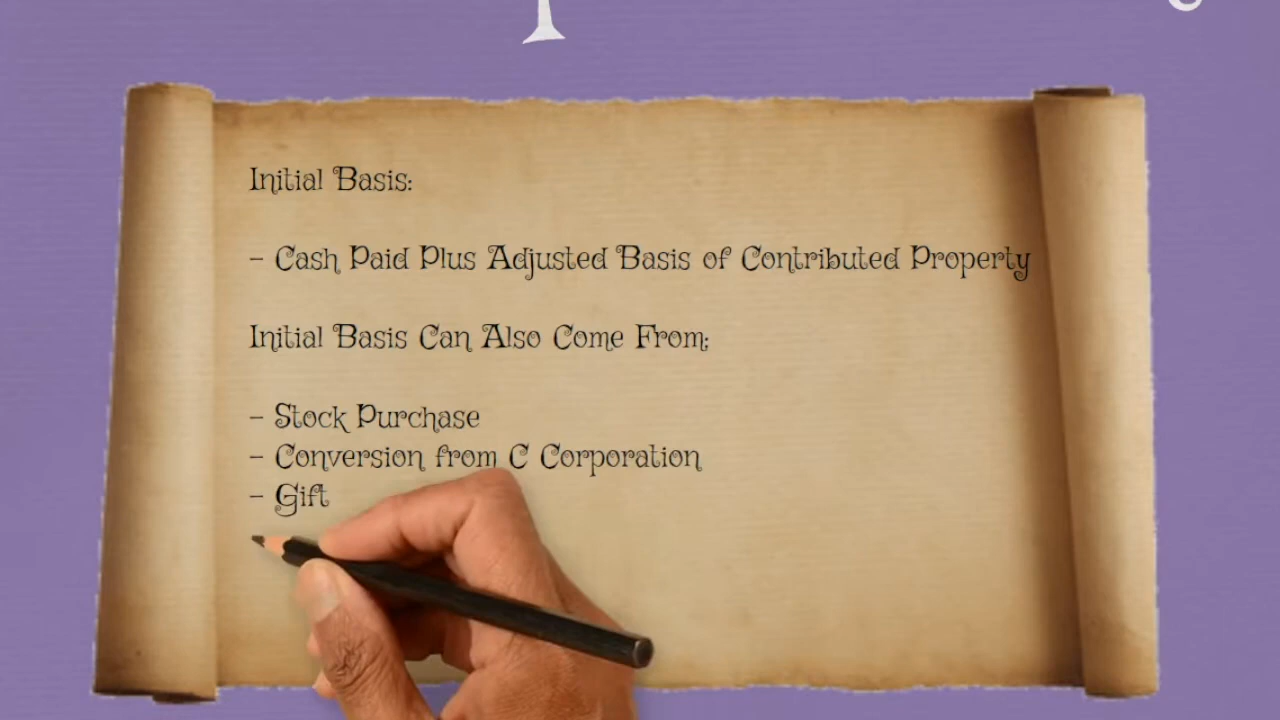 Initial Basis:
- Cash Paid Plus Adjusted Basis of Contributed Property
Initial Basis Can Also Come From:
- Stock Purchase
- Conversion from C Corporation
- Gift